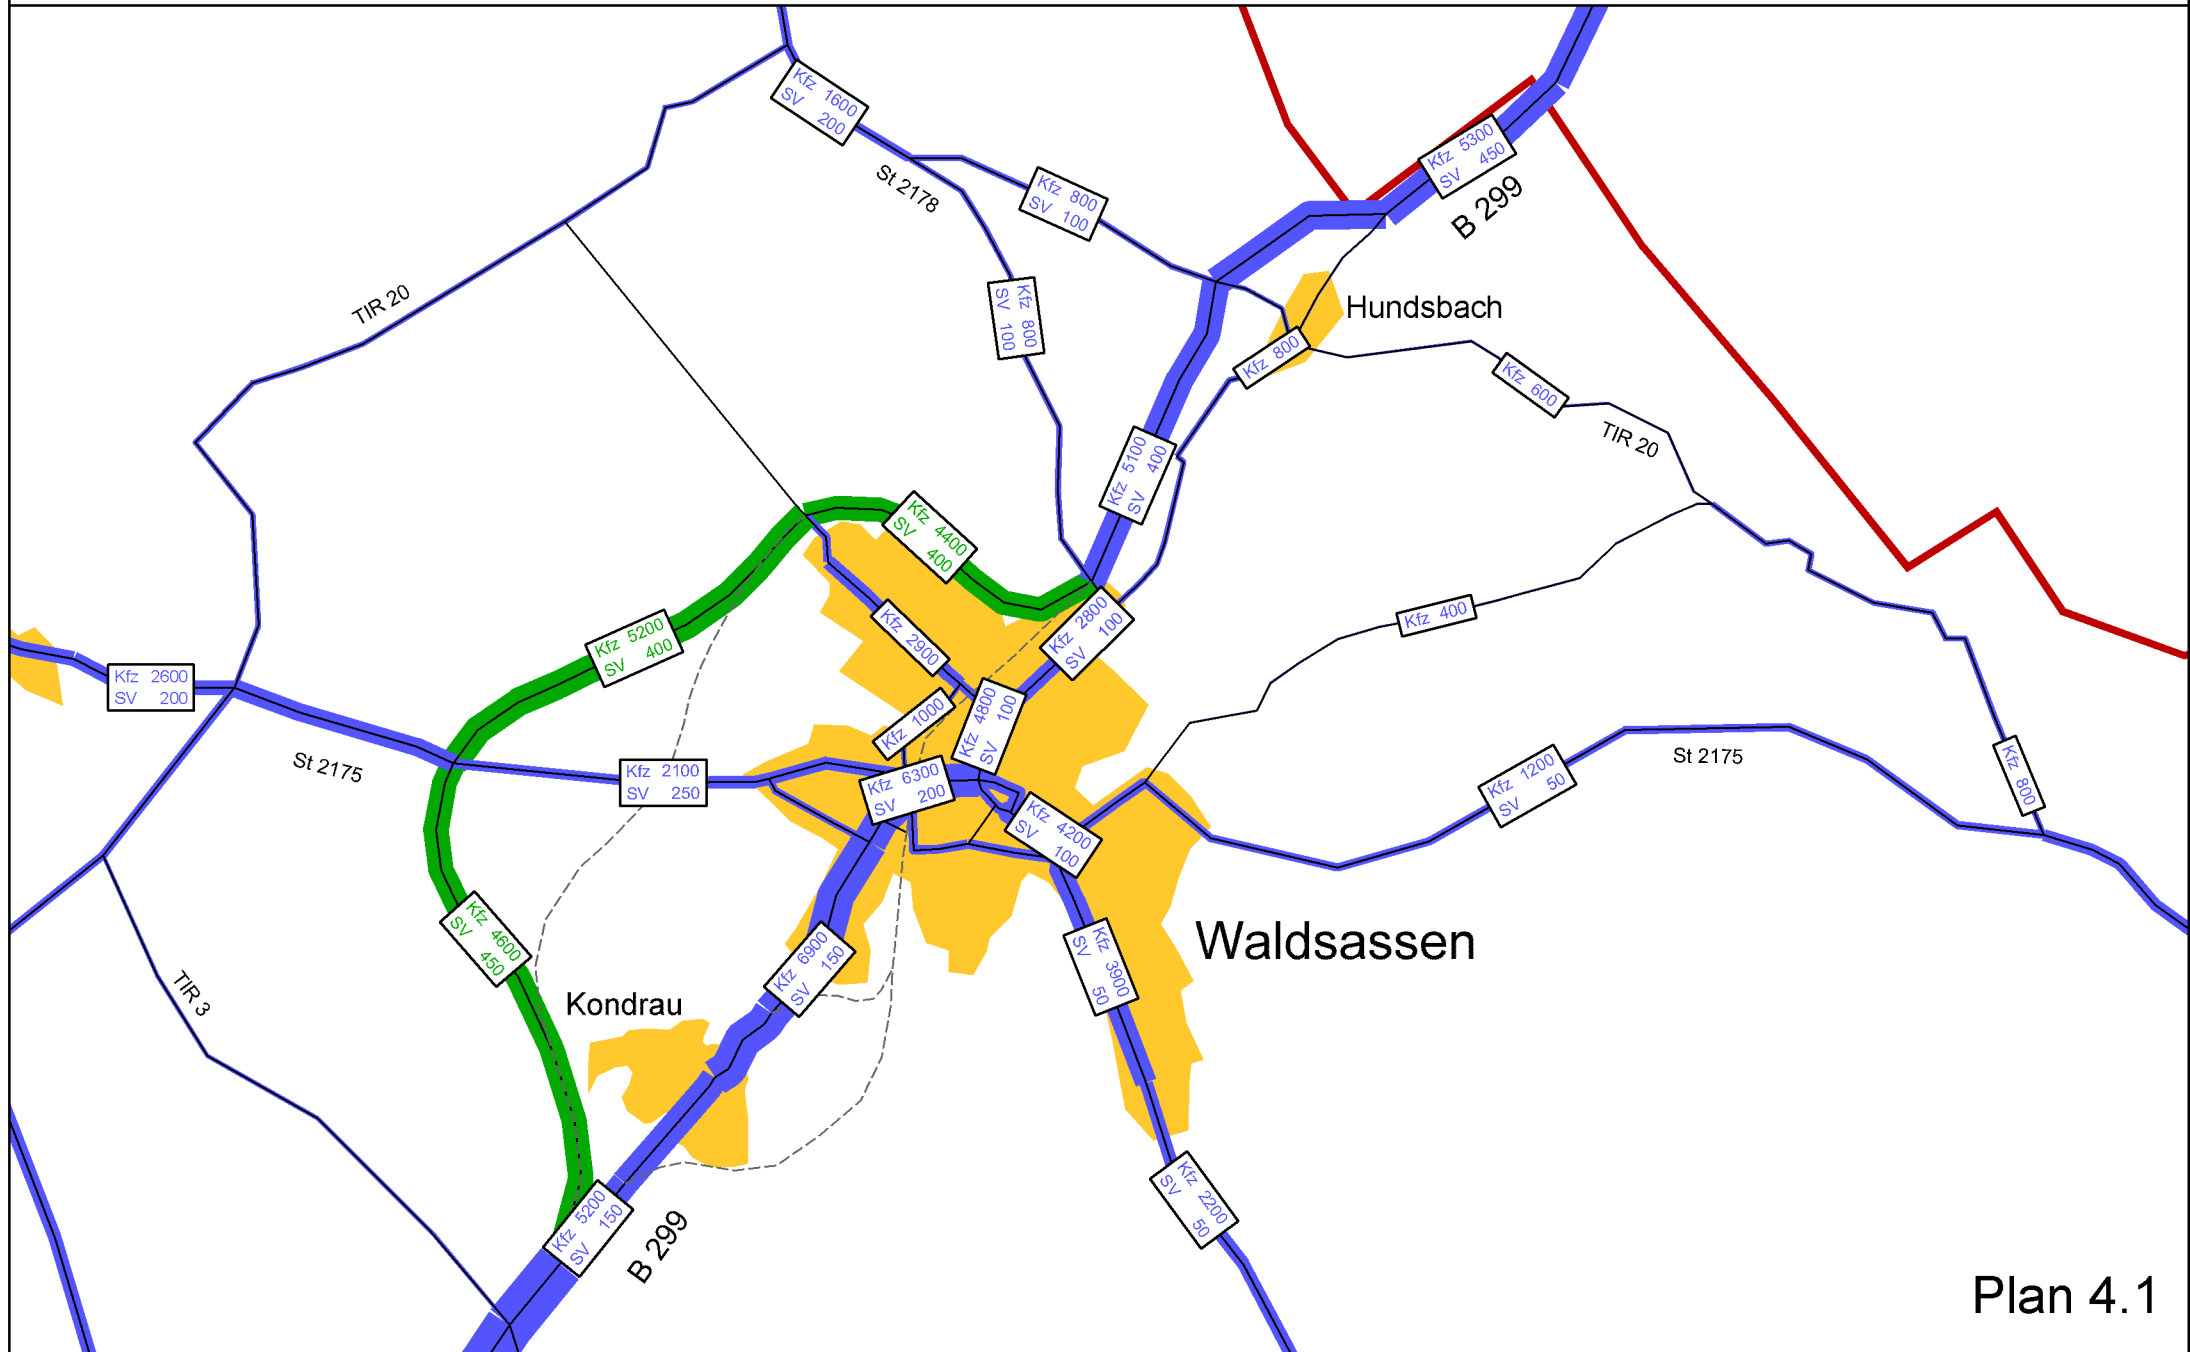 Kfz 1600
SV 200
St 2178
Kfz 800
SV 100
Kfz 5300
SV 450
B 299
TIR 20
Kfz 800
SV 100
Hundsbach
Kfz 800
Kfz 600
TIR 20
Kfz 5100
SV 400
Kfz 4400
SV 400
Kfz 5200
SV 400
Kfz 2900
Kfz 2800
SV 100
Kfz 400
Kfz 2600
SV 200
St 2175
Kfz 1000
Kfz 4800
SV 100
Kfz 2100
SV 250
Kfz 6300
SV 200
Kfz 4200
SV 100
Kfz 1200
SV 50
St 2175
Kfz 800
Kfz 4600
SV 450
Kfz 6900
SV 150
Kfz 3900
SV 50
Waldsassen
TIR 3
Kondrau
Kfz 5200
SV 150
B 299
Kfz 2200
SV 50
Plan 4.1